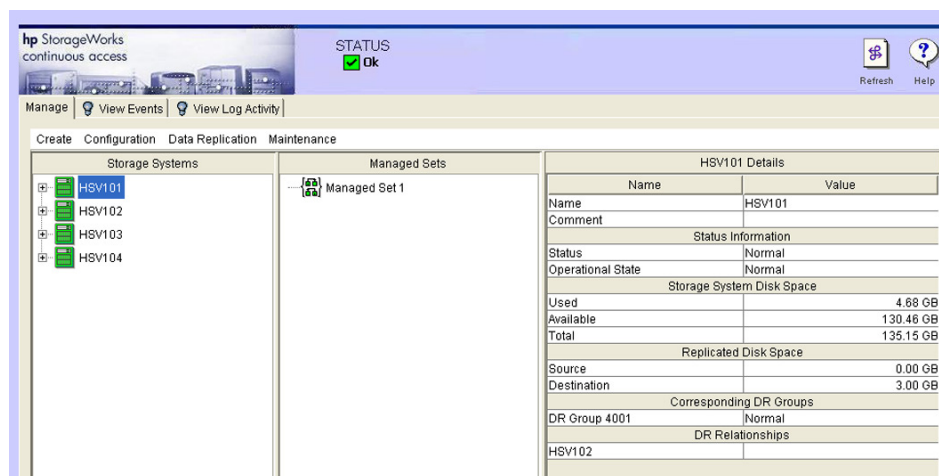 hp StorageWorks
continuous access
STATUS
Ok
Refresh Help
Manage View Events View Log Activity
Create Configuration Data Replication Maintenance
Storage Systems Managed Sets HSV101 Details
HSV101
HSV102
HSV103
HSV104
Managed Set 1
Name Value
Name HSV101
Comment
Status Information
Status Normal
Operational State Normal
Storage System Disk Space
Used 4.68 GB
Available 130.46 GB
Total 135.15 GB
Replicated Disk Space
Source 0.00 GB
Destination 3.00 GB
Corresponding DR Groups
DR Group 4001 Normal
DR Relationships
HSV102